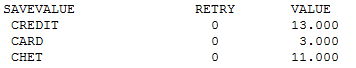 SAVEVALUE RETRY VALUE
CREDIT 0 13.000
CARD 0 3.000
CHET 0 11.000